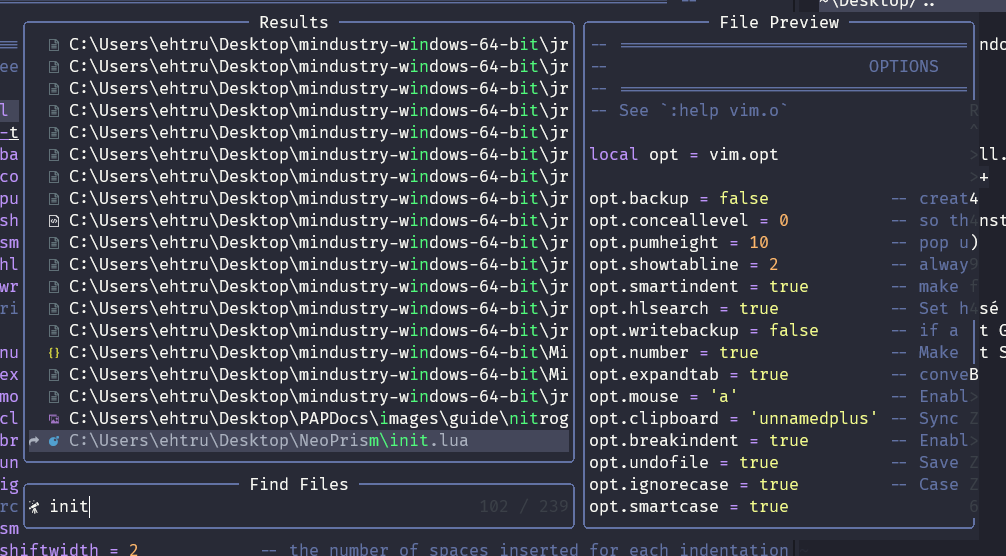 ~\Desktop/..
Results
C:\Users\ehtru\Desktop\mindustry-windows-64-bit\jr
C:\Users\ehtru\Desktop\mindustry-windows-64-bit\jr
C:\Users\ehtru\Desktop\mindustry-windows-64-bit\jr
C:\Users\ehtru\Desktop\mindustry-windows-64-bit\jr
C:\Users\ehtru\Desktop\mindustry-windows-64-bit\jr
C:\Users\ehtru\Desktop\mindustry-windows-64-bit\jr
C:\Users\ehtru\Desktop\mindustry-windows-64-bit\jr
C:\Users\ehtru\Desktop\mindustry-windows-64-bit\jr
C:\Users\ehtru\Desktop\mindustry-windows-64-bit\jr
C:\Users\ehtru\Desktop\mindustry-windows-64-bit\jr
C:\Users\ehtru\Desktop\mindustry-windows-64-bit\jr
C:\Users\ehtru\Desktop\mindustry-windows-64-bit\jr
C:\Users\ehtru\Desktop\mindustry-windows-64-bit\jr
C:\Users\ehtru\Desktop\mindustry-windows-64-bit\jr
C:\Users\ehtru\Desktop\mindustry-windows-64-bit\Mi
C:\Users\ehtru\Desktop\mindustry-windows-64-bit\Mi
C:\Users\ehtru\Desktop\mindustry-windows-64-bit\jr
C:\Users\ehtru\Desktop\PAPDocs\images\guide\nitrog
C:\Users\ehtru\Desktop\NeoPrism\init.lua
Find Files
init
102 / 239
File Preview
-- ===================================
-- OPTIONS
-- ===================================
-- See `:help vim.o`
local opt = vim.opt
opt.backup = false -- creat
opt.conceallevel = 0 -- so th
opt.pumheight = 10 -- pop u
opt.showtabline = 2 -- alway
opt.smartindent = true -- make
opt.hlsearch = true -- Set h
opt.writebackup = false -- if a
opt.number = true -- Make
opt.expandtab = true -- conve
opt.mouse = 'a' -- Enabl
opt.clipboard = 'unnamedplus' -- Sync
opt.breakindent = true -- Enabl
opt.undofile = true -- Save
opt.ignorecase = true -- Case
opt.smartcase = true
shiftwidth = 2 -- the number of spaces inserted for each indentation